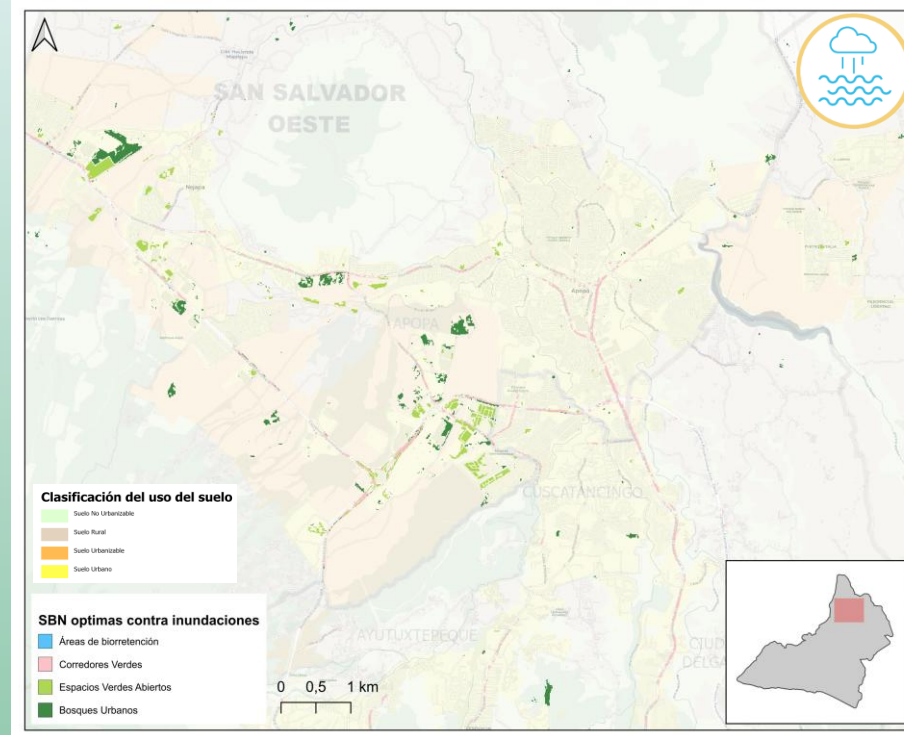 SAN SALVADOR
OESTE
Nejapa
Apopa
APOPA
CUSCATANCINGO
AYUTUXTEPEQUE
CIUDAD
DELGA
Clasificación del uso del suelo
Suelo No Urbanizable
Suelo Rural
Suelo Urbanizable
Suelo Urbano
SBN optimas contra inundaciones
Áreas de biorretención
Corredores Verdes
Espacios Verdes Abiertos
Bosques Urbanos
0 0,5 1 km